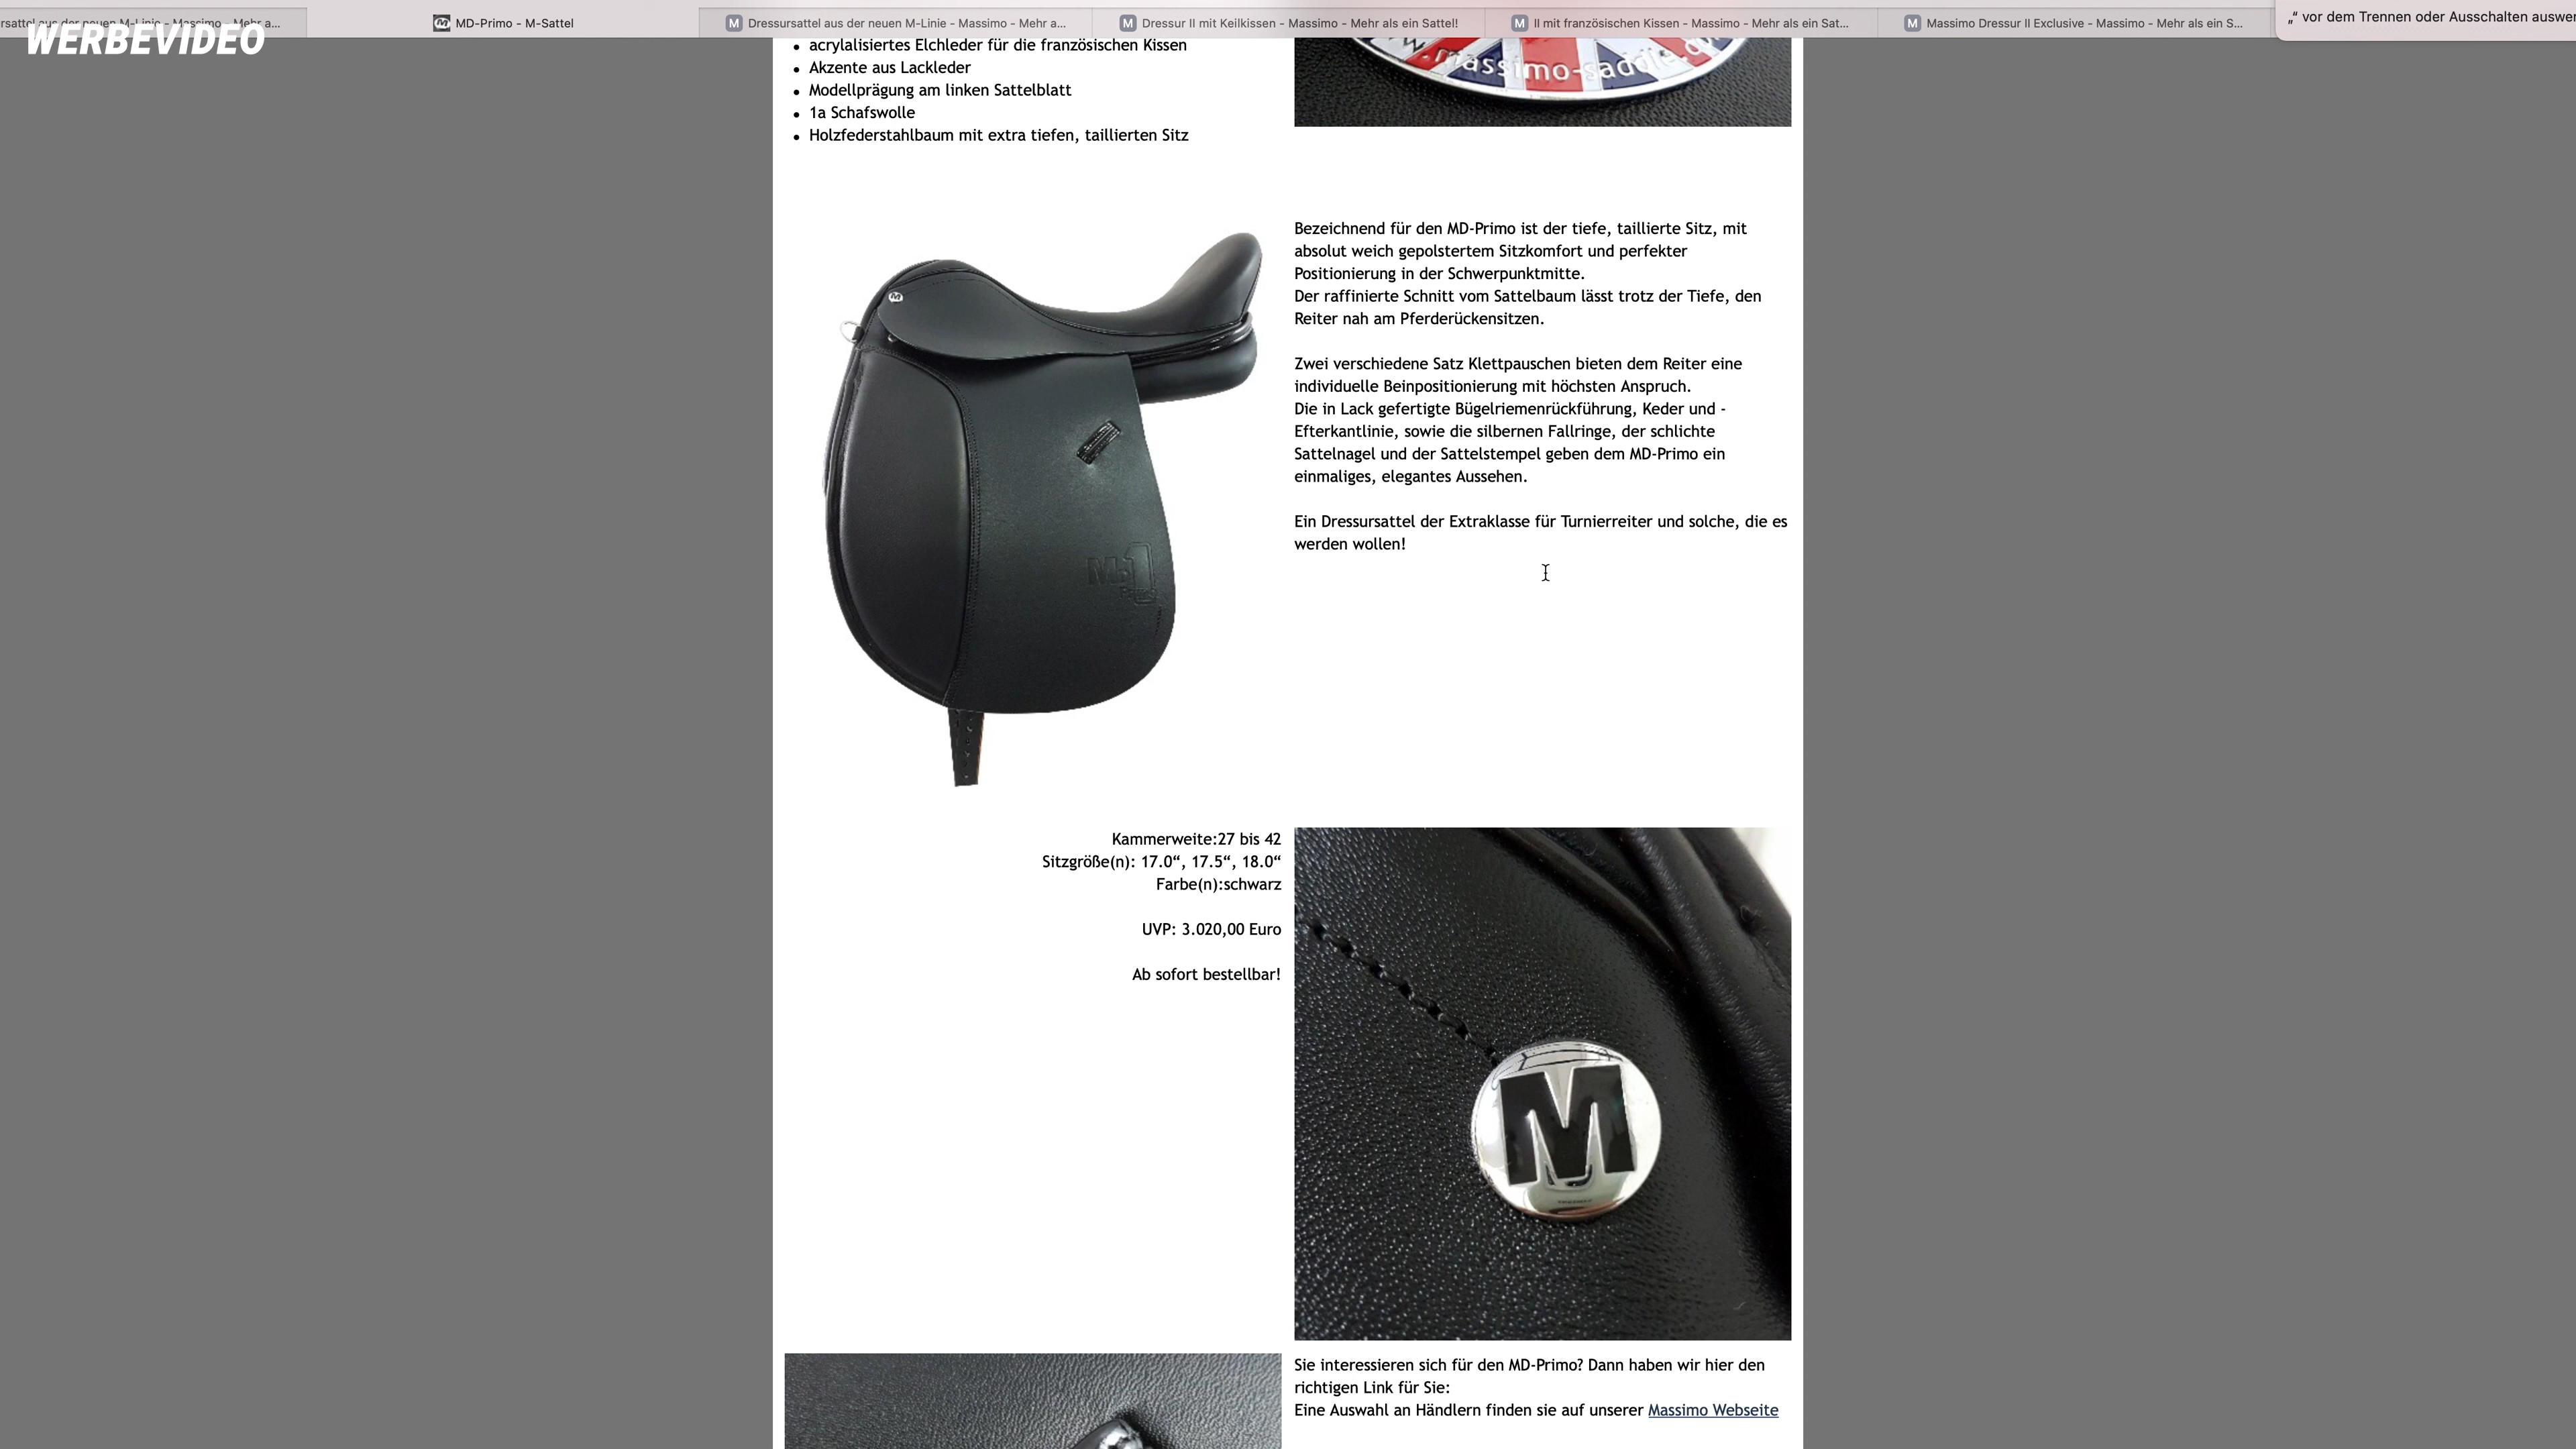 rsattel aus der neuen M-Linie - Massimo - Mehr a...
MD-Primo - M-Sattel
Dressursattel aus der neuen M-Linie - Massimo - Mehr a...
Dressur II mit Keilkissen - Massimo - Mehr als ein Sattel!
II mit französischen Kissen - Massimo - Mehr als ein Sat...
Massimo Dressur II Exclusive - Massimo - Mehr als ein S...
„“ vor dem Trennen oder Ausschalten auswe
WERBEVIDEO
acrylalisiertes Elchleder für die französischen Kissen
Akzente aus Lackleder
Modellprägung am linken Sattelblatt
1a Schafswolle
Holzfederstahlbaum mit extra tiefen, taillierten Sitz
massimo-saddle.
Bezeichnend für den MD-Primo ist der tiefe, taillierte Sitz, mit
absolut weich gepolstertem Sitzkomfort und perfekter
Positionierung in der Schwerpunktmitte.
Der raffinierte Schnitt vom Sattelbaum lässt trotz der Tiefe, den
Reiter nah am Pferderückensitzen.
Zwei verschiedene Satz Klettpauschen bieten dem Reiter eine
individuelle Beinpositionierung mit höchsten Anspruch.
Die in Lack gefertigte Bügelriemenrückführung, Keder und -
Efterkantlinie, sowie die silbernen Fallringe, der schlichte
Sattelnagel und der Sattelstempel geben dem MD-Primo ein
einmaliges, elegantes Aussehen.
Ein Dressursattel der Extraklasse für Turnierreiter und solche, die es
werden wollen!
Kammerweite:27 bis 42
Sitzgröße(n): 17.0“, 17.5“, 18.0“
Farbe(n):schwarz
UVP: 3.020,00 Euro
Ab sofort bestellbar!
M
Sie interessieren sich für den MD-Primo? Dann haben wir hier den
richtigen Link für Sie:
Eine Auswahl an Händlern finden sie auf unserer Massimo Webseite